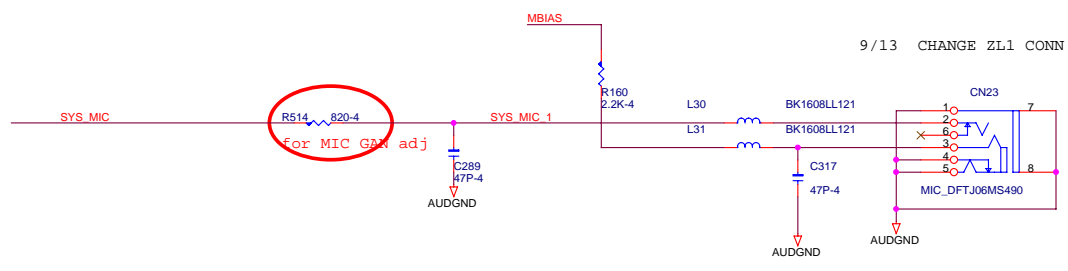 MBIAS
9/13 CHANGE ZL1 CONN
CN23
R160
2.2K-4
L30 BK1608LL121
1 7
SYS_MIC R514 820-4 SYS_MIC_1
2
L31 BK1608LL121
6
for MIC GAN adj
3
C289
47P-4
C317
47P-4
4
5 8
MIC_DFTJ06MS490
AUDGND
AUDGND
AUDGND